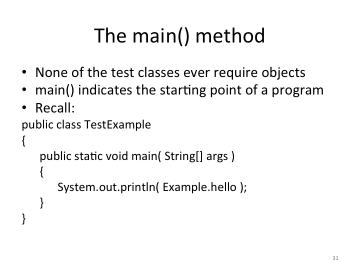 The main() method
• None of the test classes ever require objects
• main() indicates the starting point of a program
• Recall:
public class TestExample
{
public static void main( String[] args )
{
System.out.println( Example.hello );
}
}
31